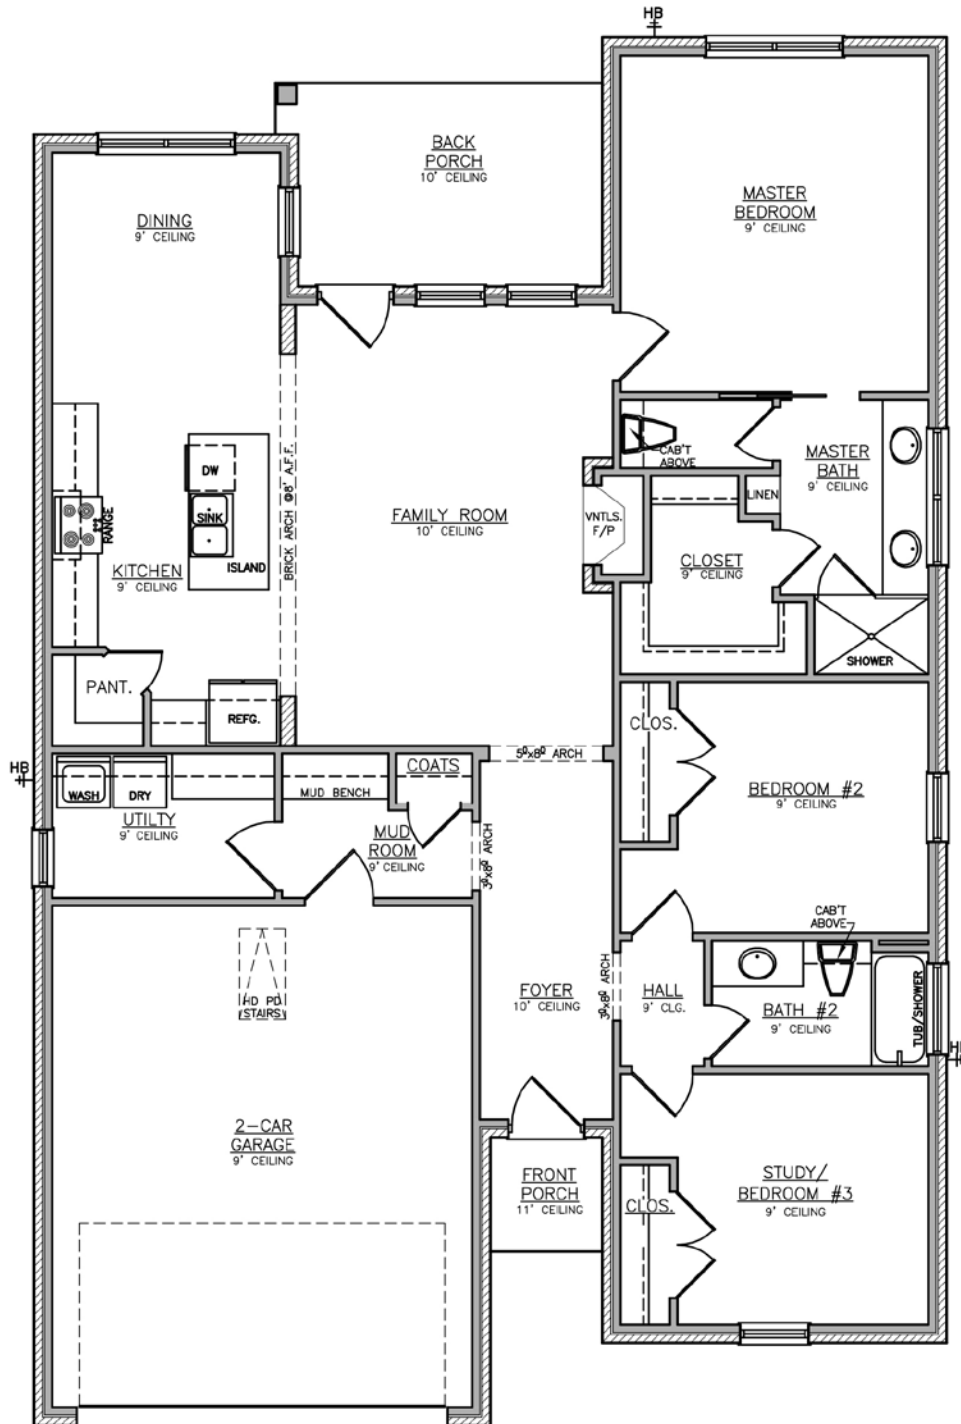 HB
BACK
PORCH
10' CEILING
MASTER
BEDROOM
9' CEILING
DINING
9' CEILING
CAB'T
ABOVE
MASTER
BATH
9' CEILING
DW
SINK
ISLAND
RANGE
KITCHEN
9' CEILING
BRICK ARCH @8' A.F.F.
FAMILY ROOM
10' CEILING
VNTLS.
F/P
LINEN
CLOSET
9' CEILING
SHOWER
PANT.
REFG.
CLOS.
5⁰x8⁰ ARCH
HB
WASH
DRY
UTILTY
9' CEILING
MUD BENCH
COATS
MUD
ROOM
9' CEILING
3⁰x8⁰ ARCH
BEDROOM #2
9' CEILING
CAB'T
ABOVE
HD PD
STAIRS
FOYER
10' CEILING
3⁰x8⁰ ARCH
HALL
9' CLG.
BATH #2
9' CEILING
TUB/SHOWER
2-CAR
GARAGE
9' CEILING
FRONT
PORCH
11' CEILING
CLOS.
STUDY/
BEDROOM #3
9' CEILING